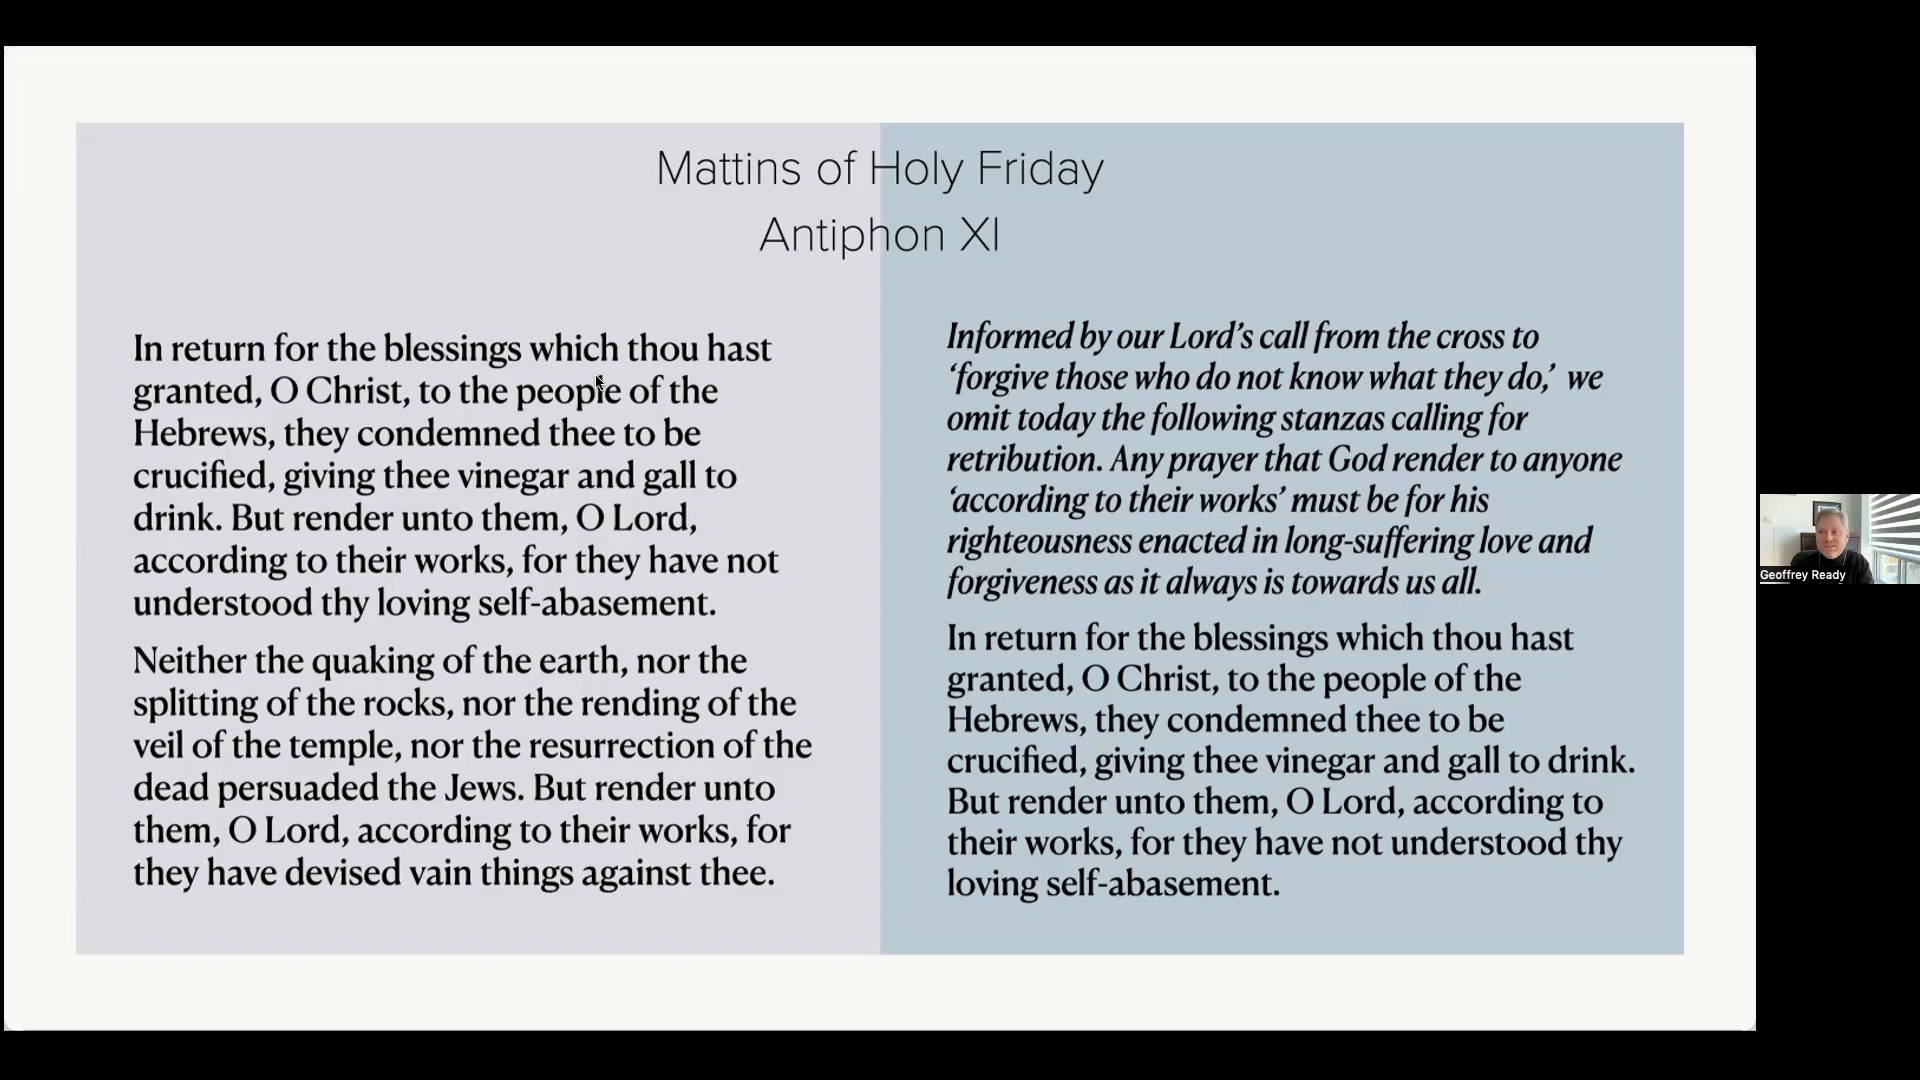 Mattins of Holy Friday
Antiphon XI
In return for the blessings which thou hast
granted, O Christ, to the people of the
Hebrews, they condemned thee to be
crucified, giving thee vinegar and gall to
drink. But render unto them, O Lord,
according to their works, for they have not
understood thy loving self-abasement.
Neither the quaking of the earth, nor the
splitting of the rocks, nor the rending of the
veil of the temple, nor the resurrection of the
dead persuaded the Jews. But render unto
them, O Lord, according to their works, for
they have devised vain things against thee.
Informed by our Lord’s call from the cross to
‘forgive those who do not know what they do,’ we
omit today the following stanzas calling for
retribution. Any prayer that God render to anyone
‘according to their works’ must be for his
righteousness enacted in long-suffering love and
forgiveness as it always is towards us all.
In return for the blessings which thou hast
granted, O Christ, to the people of the
Hebrews, they condemned thee to be
crucified, giving thee vinegar and gall to drink.
But render unto them, O Lord, according to
their works, for they have not understood thy
loving self-abasement.
Geoffrey Ready